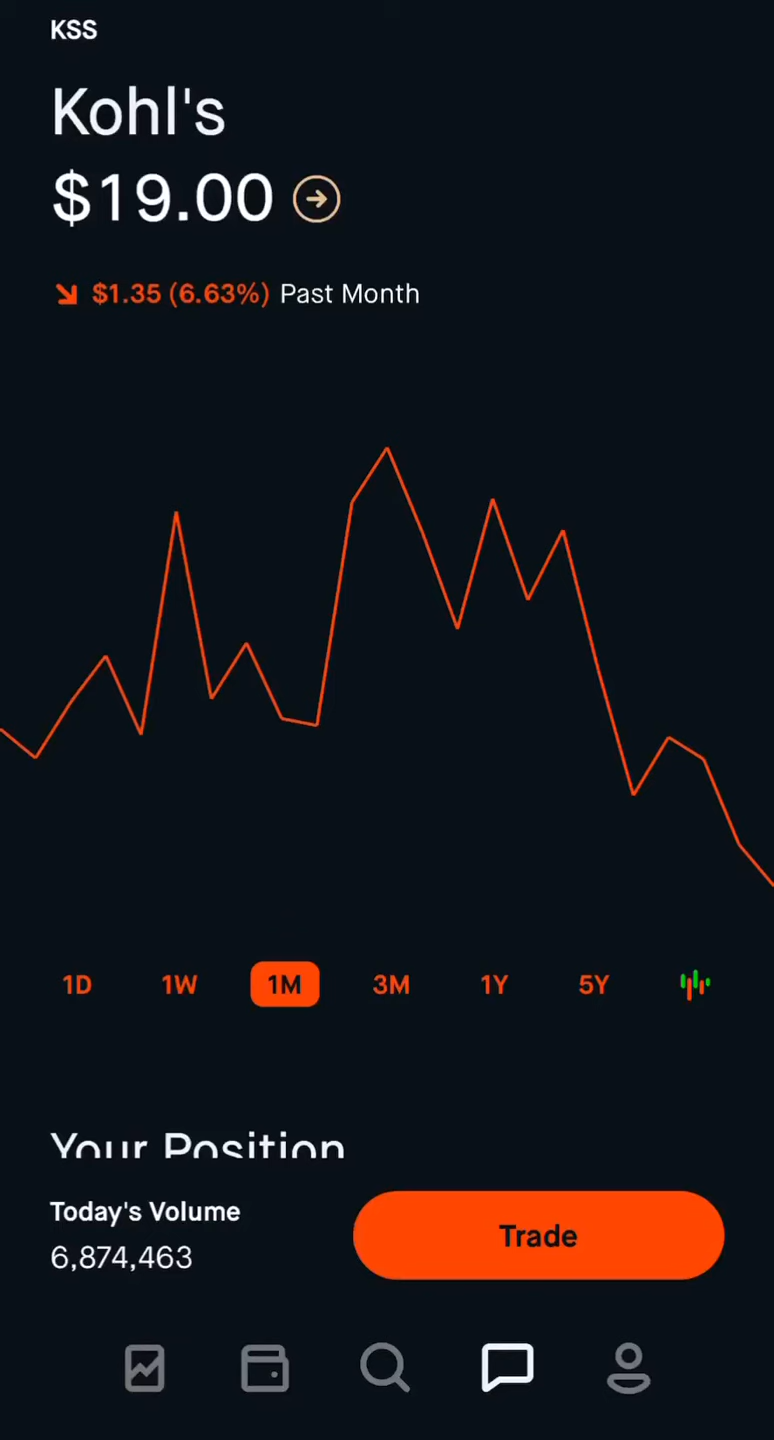 KSS
Kohl's
$19.00
$1.35 (6.63%) Past Month
1D 1W 1M 3M 1Y 5Y
Your Position
Today's Volume
6,874,463
Trade